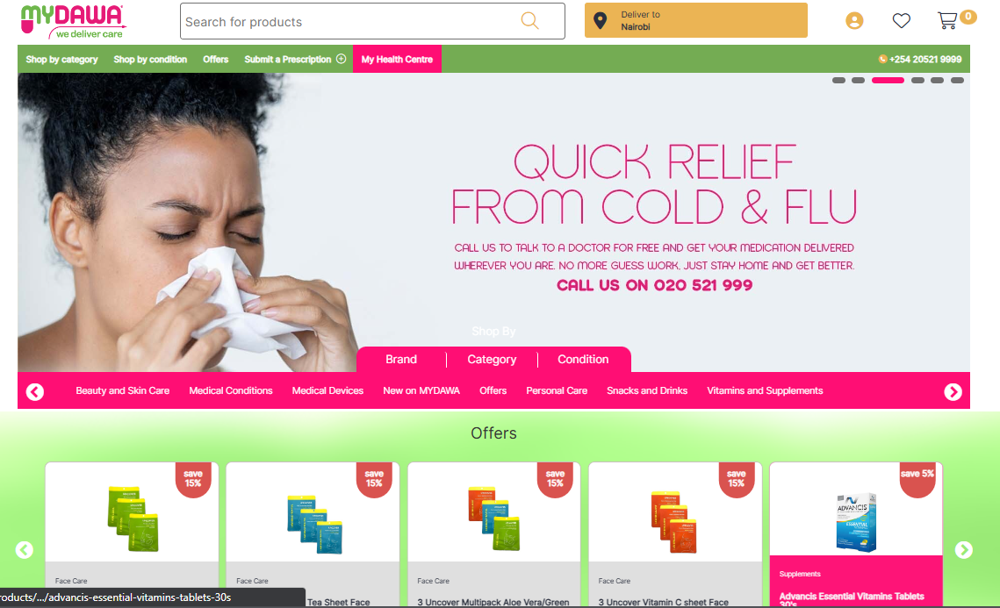 MYDAWA
we deliver care
Search for products
Deliver to
Nairobi
0
Shop by category
Shop by condition
Offers
Submit a Prescription
My Health Centre
+254 20521 9999
QUICK RELIEF
FROM COLD & FLU
CALL US TO TALK TO A DOCTOR FOR FREE AND GET YOUR MEDICATION DELIVERED
WHEREVER YOU ARE. NO MORE GUESS WORK, JUST STAY HOME AND GET BETTER.
CALL US ON 020 521 999
Shop By
Brand
Category
Condition
Beauty and Skin Care
Medical Conditions
Medical Devices
New on MYDAWA
Offers
Personal Care
Snacks and Drinks
Vitamins and Supplements
Offers
save
15%
save
15%
save
15%
save
15%
save 5%
ADVANCIS
ESSENTIAL
Face Care
Face Care
Face Care
Face Care
Supplements
Tea Sheet Face
3 Uncover Multipack Aloe Vera/Green
3 Uncover Vitamin C sheet Face
Advancis Essential Vitamins Tablets
30's
roducts/.../advancis-essential-vitamins-tablets-30s